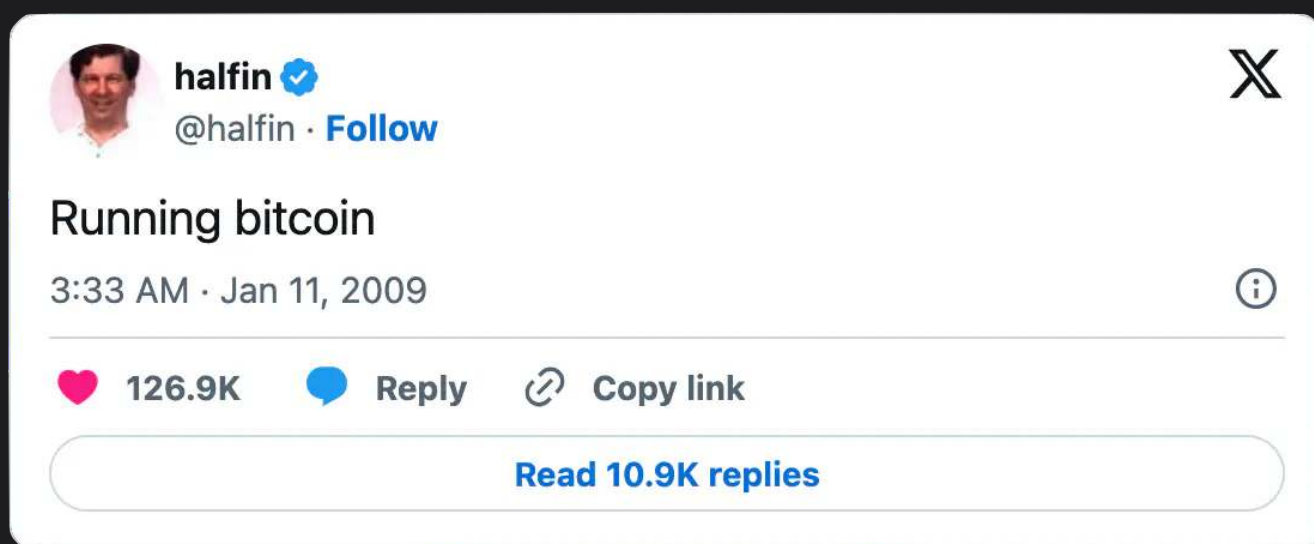 halfin
@halfin · Follow
Running bitcoin
3:33 AM · Jan 11, 2009
126.9K Reply Copy link
Read 10.9K replies